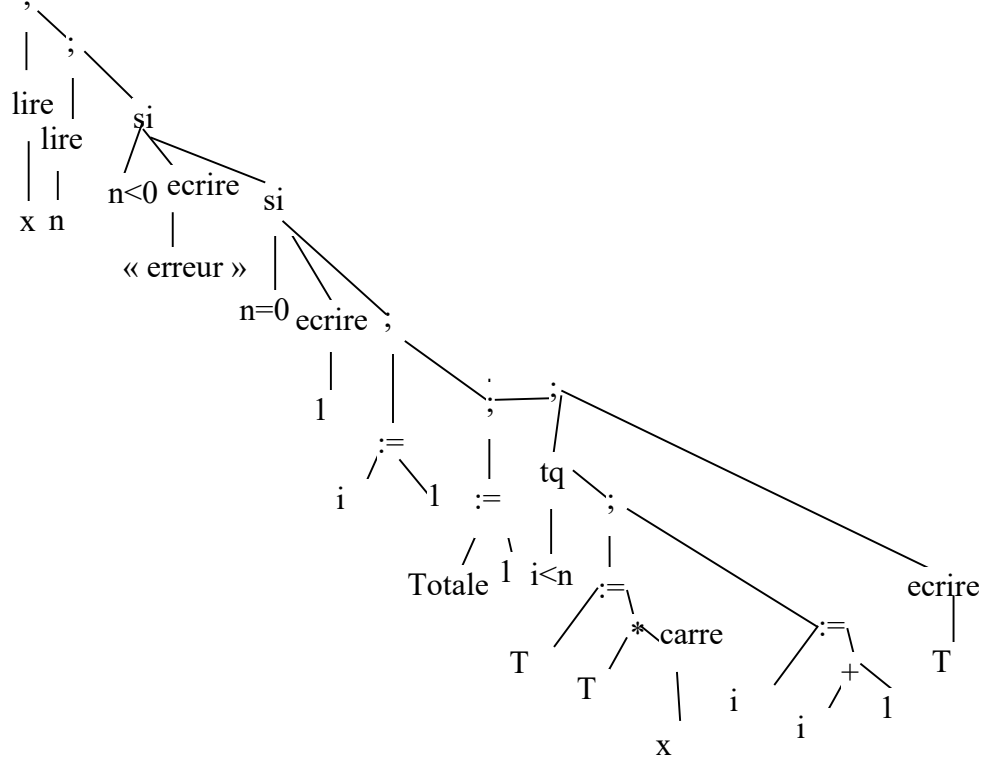 ;
;
lire
lire
si
x n
n<0 ecrire
si
« erreur »
n=0 ecrire ;
1
; ;
:=
i 1
tq
:=
;
Totale 1 i<n
:=
ecrire
* carre
:=
T
T
T
+
i
1
i
x